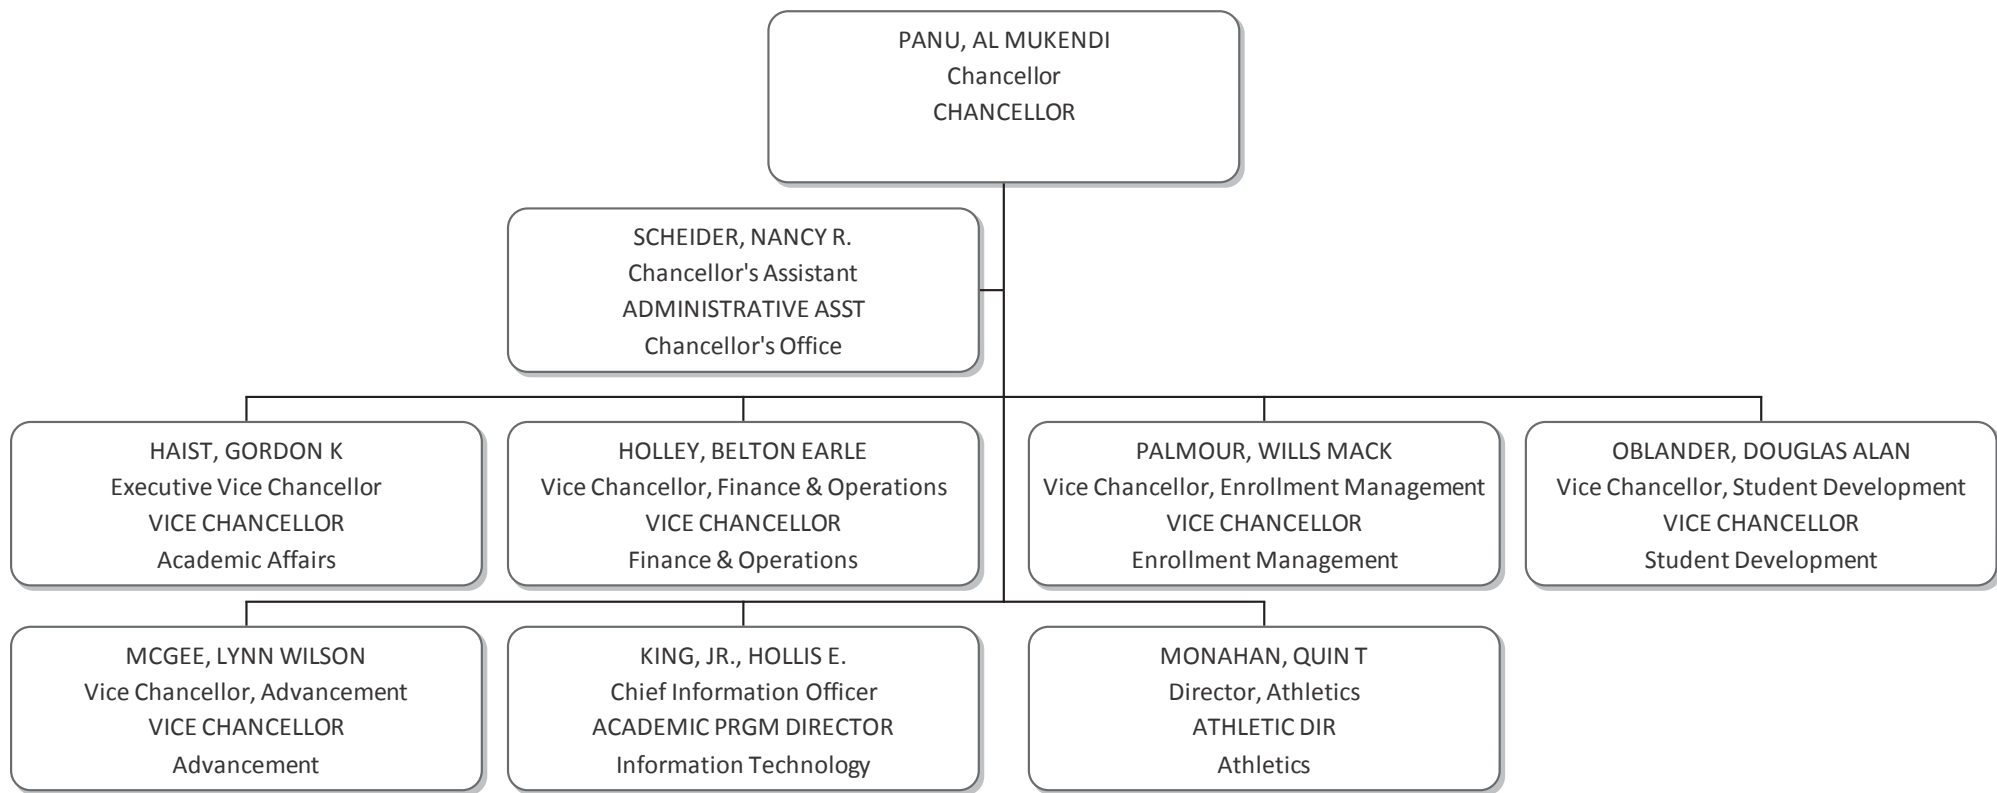 PANU, AL MUKENDI
Chancellor
CHANCELLOR
SCHEIDER, NANCY R.
Chancellor's Assistant
ADMINISTRATIVE ASST
Chancellor's Office
HAIST, GORDON K
Executive Vice Chancellor
VICE CHANCELLOR
Academic Affairs
HOLLEY, BELTON EARLE
Vice Chancellor, Finance & Operations
VICE CHANCELLOR
Finance & Operations
PALMOUR, WILLS MACK
Vice Chancellor, Enrollment Management
VICE CHANCELLOR
Enrollment Management
OBLANDER, DOUGLAS ALAN
Vice Chancellor, Student Development
VICE CHANCELLOR
Student Development
MCGEE, LYNN WILSON
Vice Chancellor, Advancement
VICE CHANCELLOR
Advancement
KING, JR., HOLLIS E.
Chief Information Officer
ACADEMIC PRGM DIRECTOR
Information Technology
MONAHAN, QUIN T
Director, Athletics
ATHLETIC DIR
Athletics